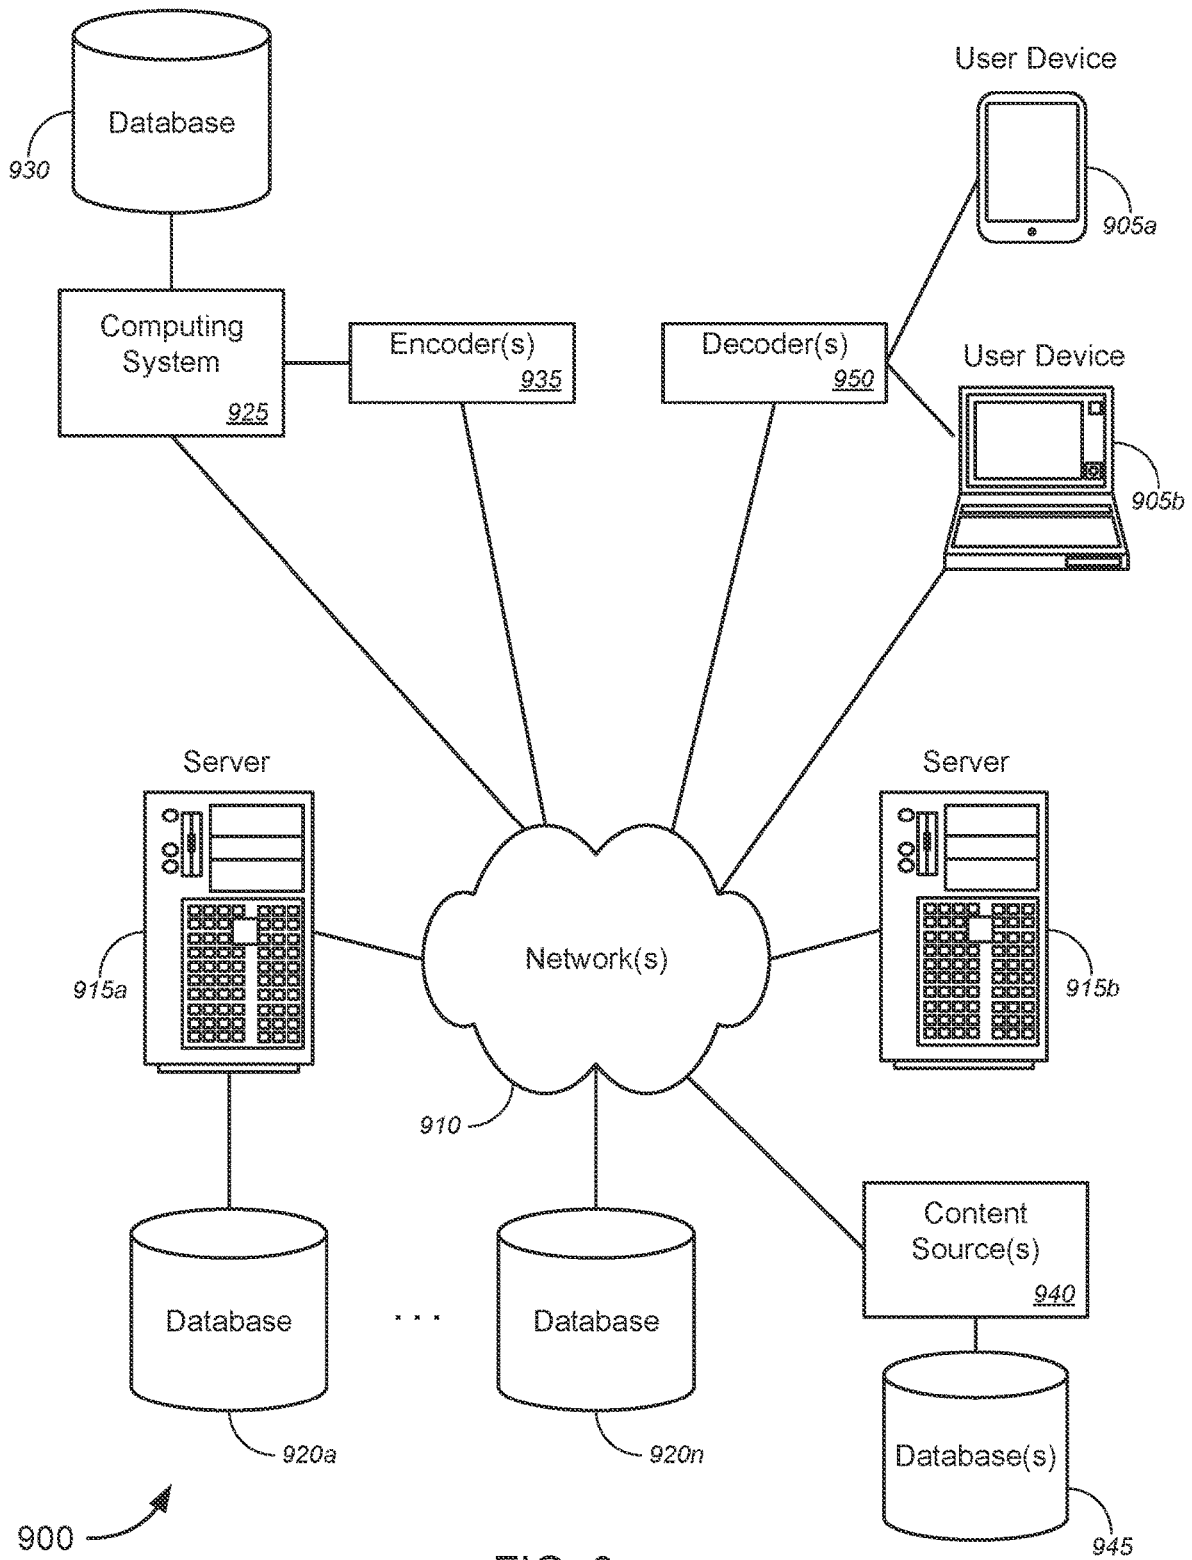 User Device
Database
930
905a
Computing
System
925
Encoder(s)
935
Decoder(s)
950
User Device
905b
Server
Server
Network(s)
915a
915b
910
Content
Source(s)
940
Database
. . .
Database
920a
920n
Database(s)
945
900